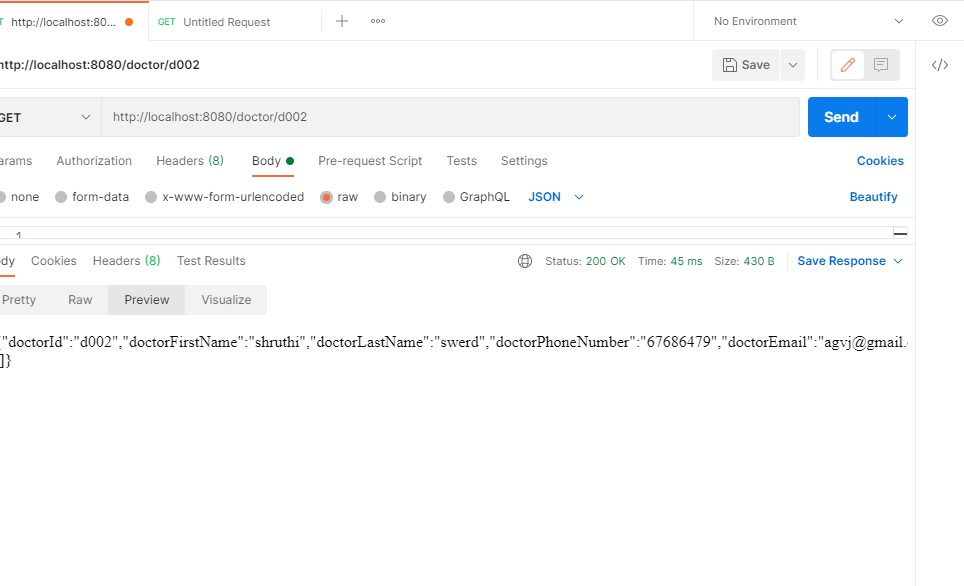 http://localhost:80...
GET Untitled Request
No Environment
http://localhost:8080/doctor/d002
Save
GET
http://localhost:8080/doctor/d002
Send
arams Authorization Headers (8) Body Pre-request Script Tests Settings Cookies
none form-data x-www-form-urlencoded raw binary GraphQL JSON Beautify
1
ody Cookies Headers (8) Test Results Status: 200 OK Time: 45 ms Size: 430 B Save Response
Pretty Raw Preview Visualize
"doctorId":"d002","doctorFirstName":"shruthi","doctorLastName":"swerd","doctorPhoneNumber":"67686479","doctorEmail":"agvj@gmail.
]}